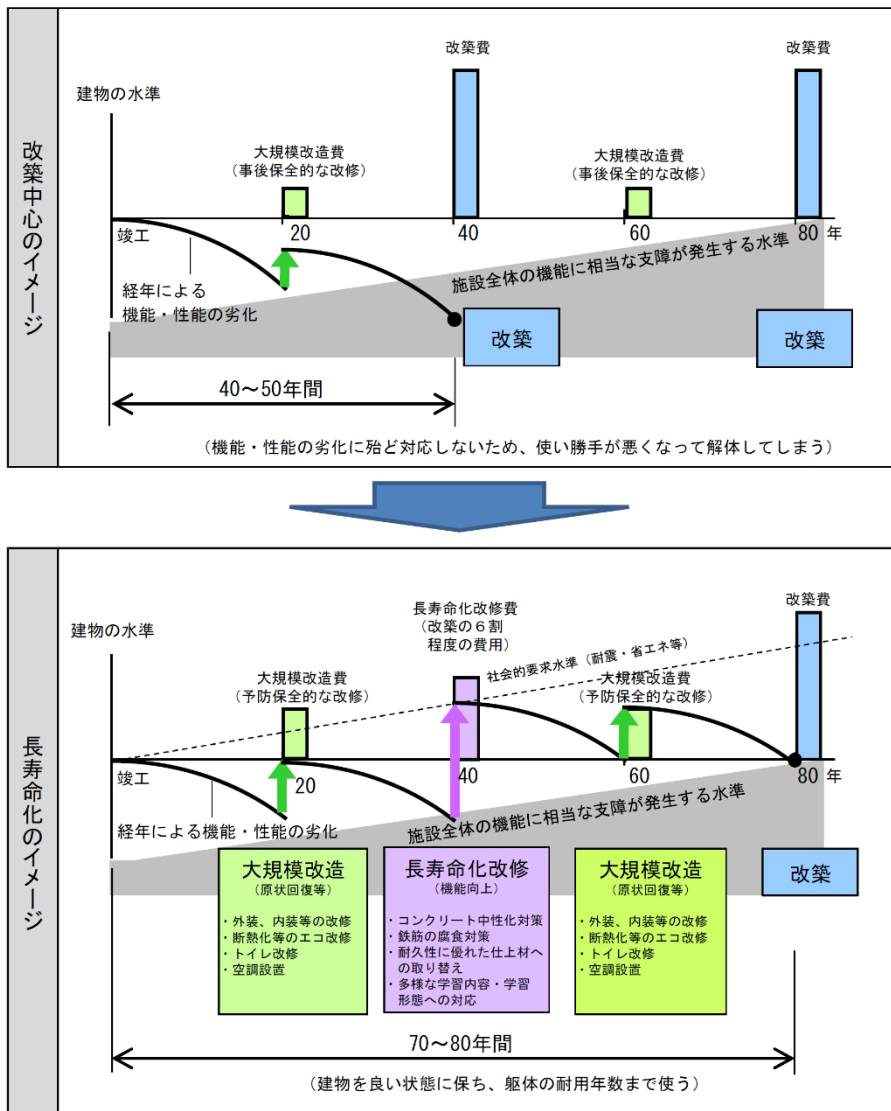 改築中心のイメージ
改築費
改築費
建物の水準
大規模改造費
（事後保全的な改修）
大規模改造費
（事後保全的な改修）
竣工
20
40
60
80 年
経年による
機能・性能の劣化
施設全体の機能に相当な支障が発生する水準
改築
改築
40～50年間
（機能・性能の劣化に殆ど対応しないため、使い勝手が悪くなって解体してしまう）
長寿命化のイメージ
長寿命化改修費
（改築の６割
程度の費用）
改築費
建物の水準
社会的要求水準（耐震・省エネ等）
大規模改造費
（予防保全的な改修）
大規模改造費
（予防保全的な改修）
竣工
20
40
60
80 年
経年による機能・性能の劣化
施設全体の機能に相当な支障が発生する水準
大規模改造
（原状回復等）
・外装、内装等の改修
・断熱化等のエコ改修
・トイレ改修
・空調設置
長寿命化改修
（機能向上）
・コンクリート中性化対策
・鉄筋の腐食対策
・耐久性に優れた仕上材へ
の取り替え
・多様な学習内容・学習
形態への対応
大規模改造
（原状回復等）
・外装、内装等の改修
・断熱化等のエコ改修
・トイレ改修
・空調設置
改築
70～80年間
（建物を良い状態に保ち、躯体の耐用年数まで使う）